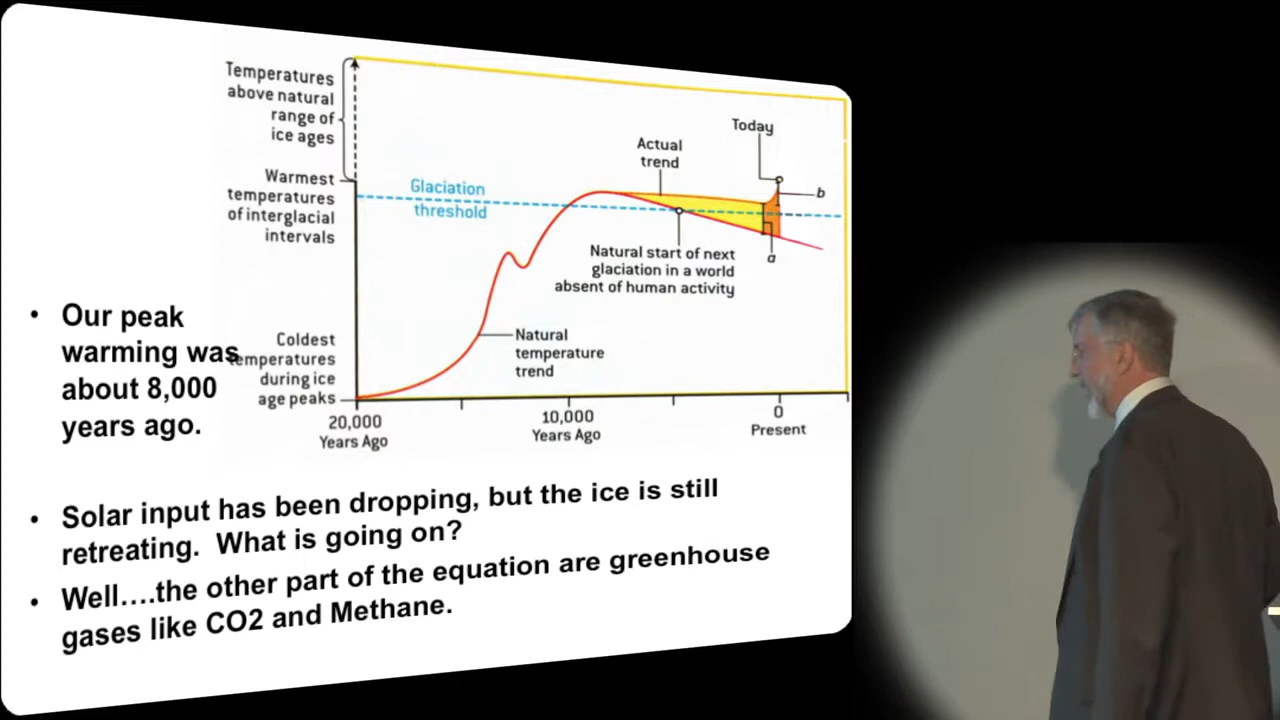 Temperatures
above natural
range of
ice ages
Warmest
temperatures
of interglacial
intervals
Coldest
temperatures
during ice
age peaks
Glaciation
threshold
Actual
trend
Today
b
a
Natural start of next
glaciation in a world
absent of human activity
Natural
temperature
trend
20,000
Years Ago
10,000
Years Ago
0
Present
• Our peak
warming was
about 8,000
years ago.
• Solar input has been dropping, but the ice is still
retreating.  What is going on?
• Well....the other part of the equation are greenhouse
gases like CO2 and Methane.